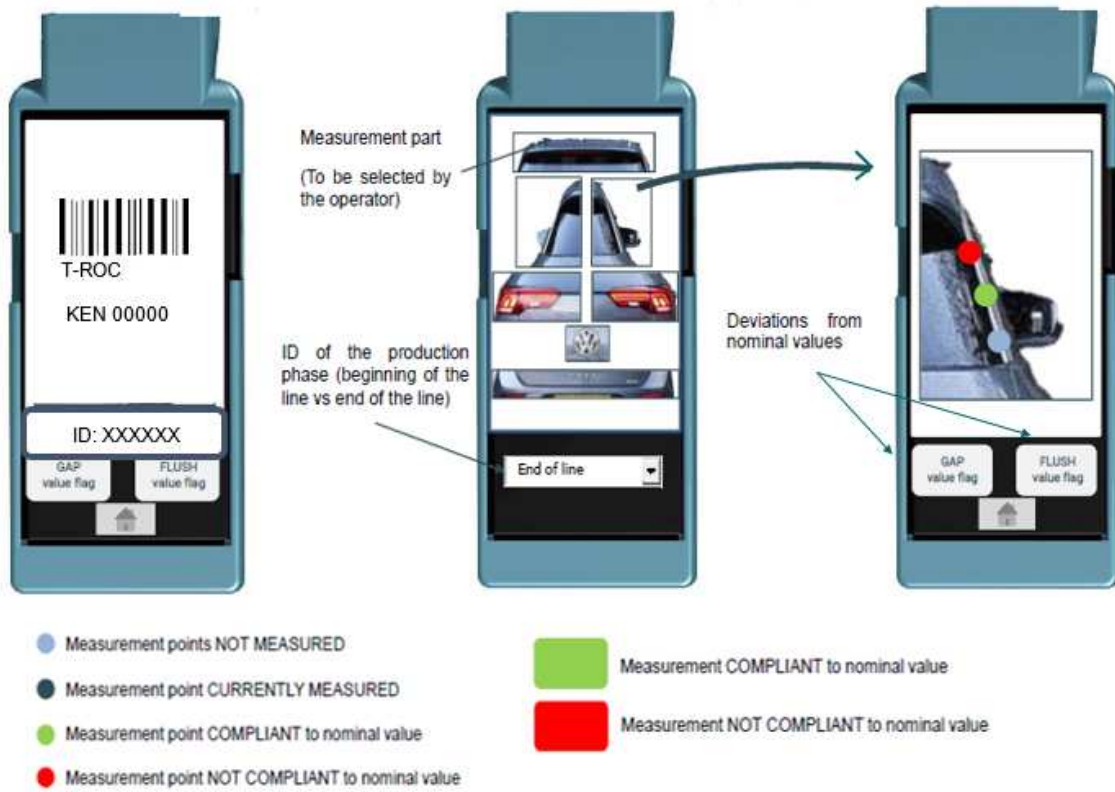 T-ROC
KEN 00000
ID: XXXXXX
GAP
value flag
FLUSH
value flag
Measurement part
(To be selected by
the operator)
ID of the production
phase (beginning of the
line vs end of the line)
End of line
Deviations from
nominal values
GAP
value flag
FLUSH
value flag
Measurement points NOT MEASURED
Measurement point CURRENTLY MEASURED
Measurement point COMPLIANT to nominal value
Measurement point NOT COMPLIANT to nominal value
Measurement COMPLIANT to nominal value
Measurement NOT COMPLIANT to nominal value